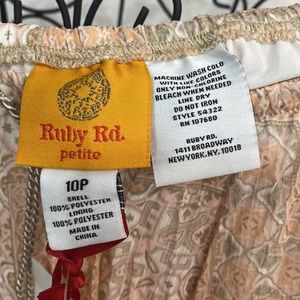 Ruby Rd.
petite
10P
SHELL
100% POLYESTER
LINING
100% POLYESTER
MADE IN
CHINA
MACHINE WASH COLD
WITH LIKE COLORS
ONLY NON-CHLORINE
BLEACH WHEN NEEDED
LINE DRY
DO NOT IRON
STYLE 54322
RN 107680
RUBY RD.
1411 BROADWAY
NEW YORK, NY. 10018